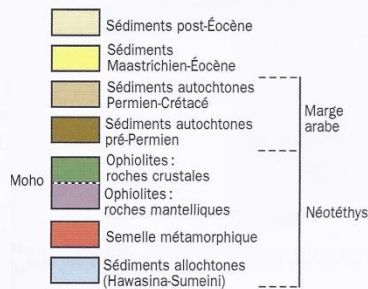 Sédiments post-Éocène
Sédiments
Maastrichien-Éocène
Sédiments autochtones
Permien-Crétacé
Sédiments autochtones
pré-Permien
Marge
arabe
Moho
Ophiolites :
roches crustales
Ophiolites :
roches mantelliques
Semelle métamorphique
Sédiments allochtones
(Hawasina-Sumeini)
Néotéthys